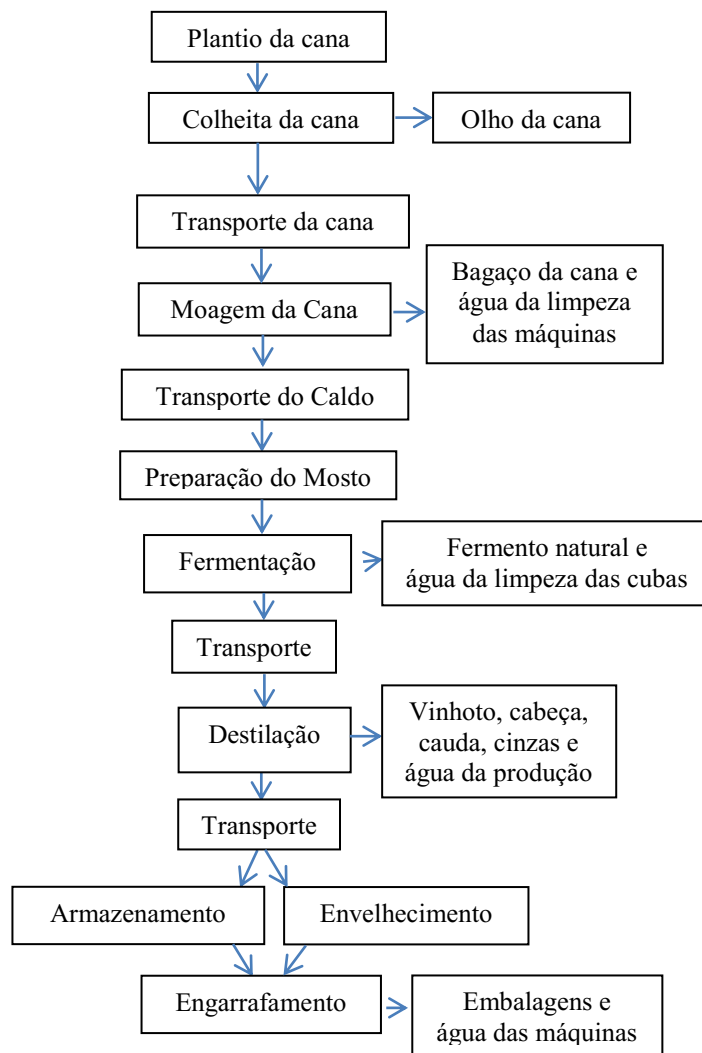 Plantio da cana
Colheita da cana
Olho da cana
Transporte da cana
Bagaço da cana e
água da limpeza
das máquinas
Moagem da Cana
Transporte do Caldo
Preparação do Mosto
Fermentação
Fermento natural e
água da limpeza das cubas
Transporte
Destilação
Vinhoto, cabeça,
cauda, cinzas e
água da produção
Transporte
Armazenamento
Envelhecimento
Engarrafamento
Embalagens e
água das máquinas